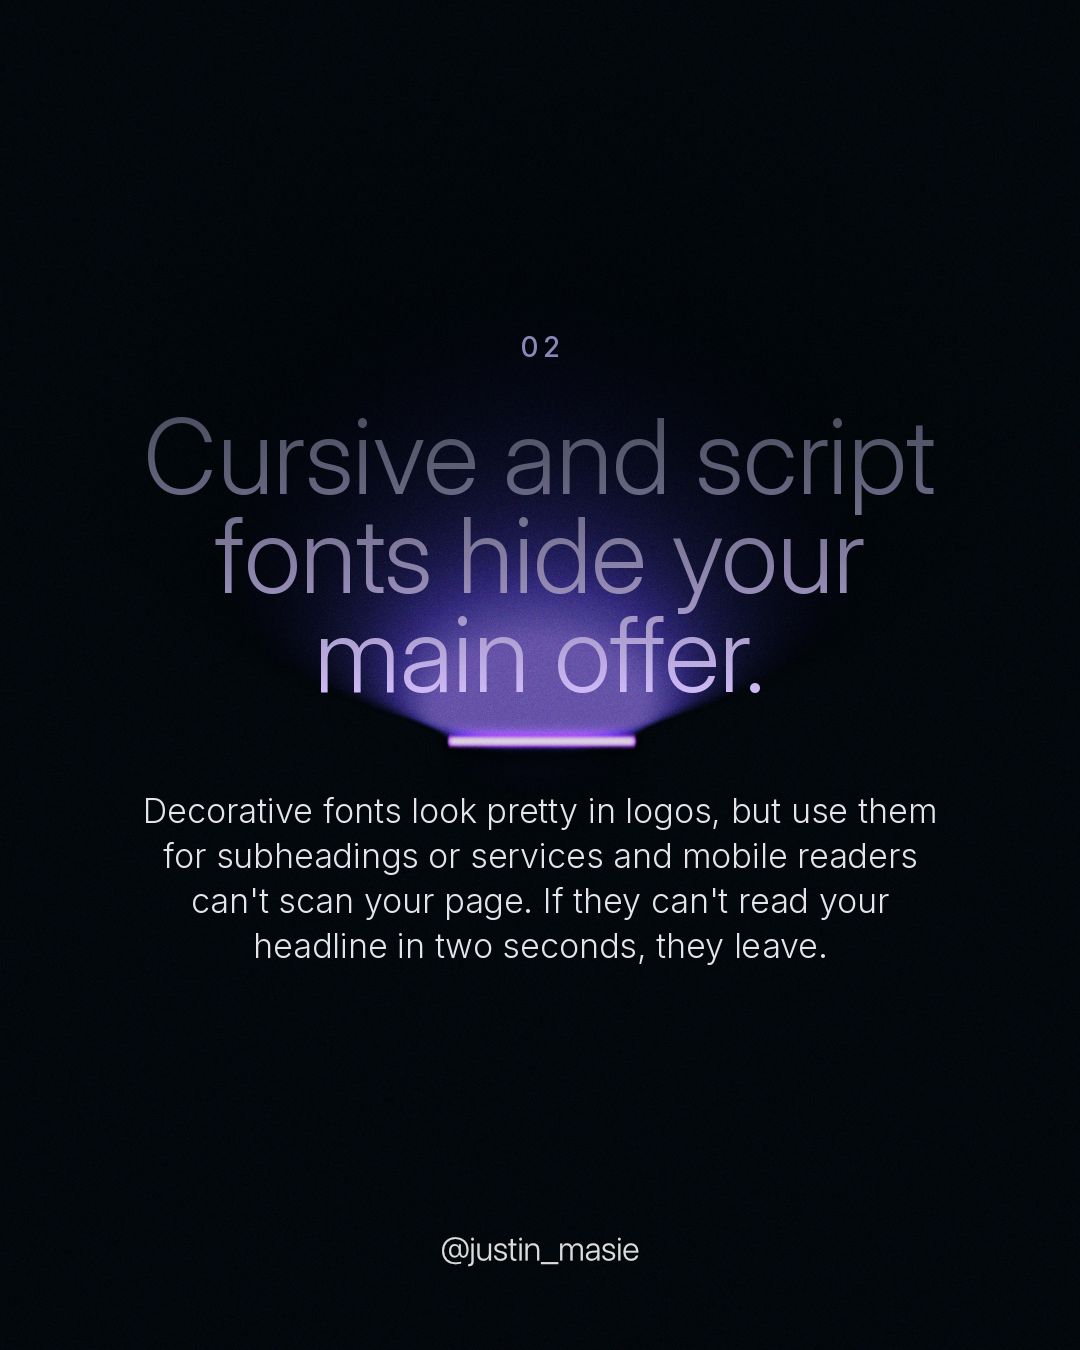 02
Cursive and script
fonts hide your
main offer.
Decorative fonts look pretty in logos, but use them
for subheadings or services and mobile readers
can't scan your page. If they can't read your
headline in two seconds, they leave.
@justin_masie